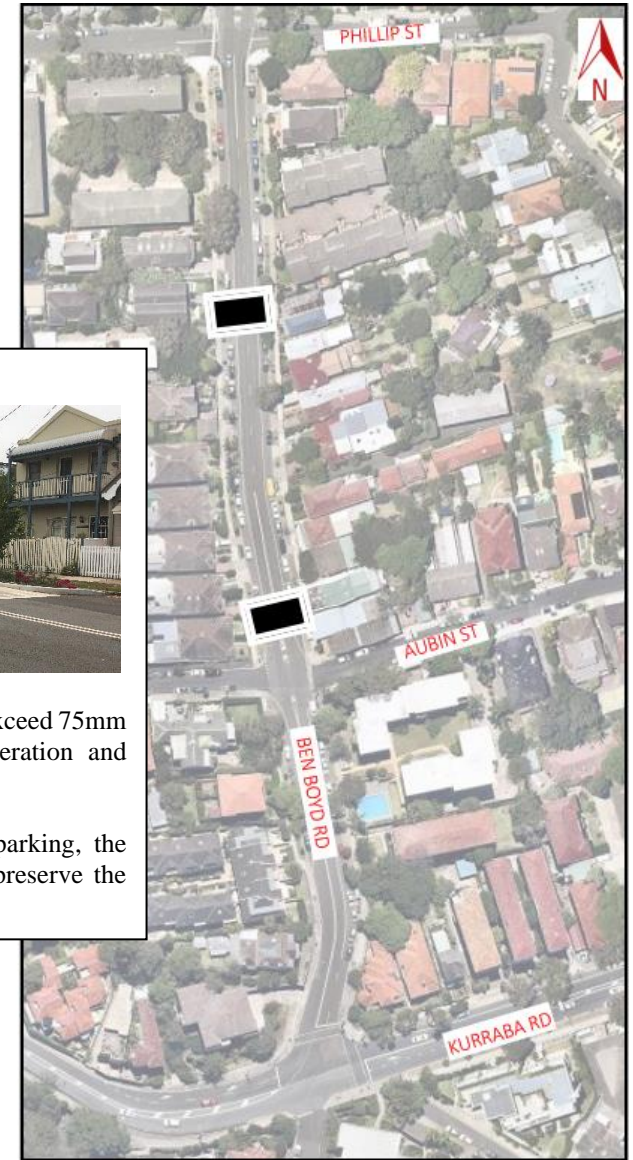 PHILLIP ST
N
AUBIN ST
BEN BOYD RD
KURRABA RD
xceed 75mm
eration and
parking, the
preserve the